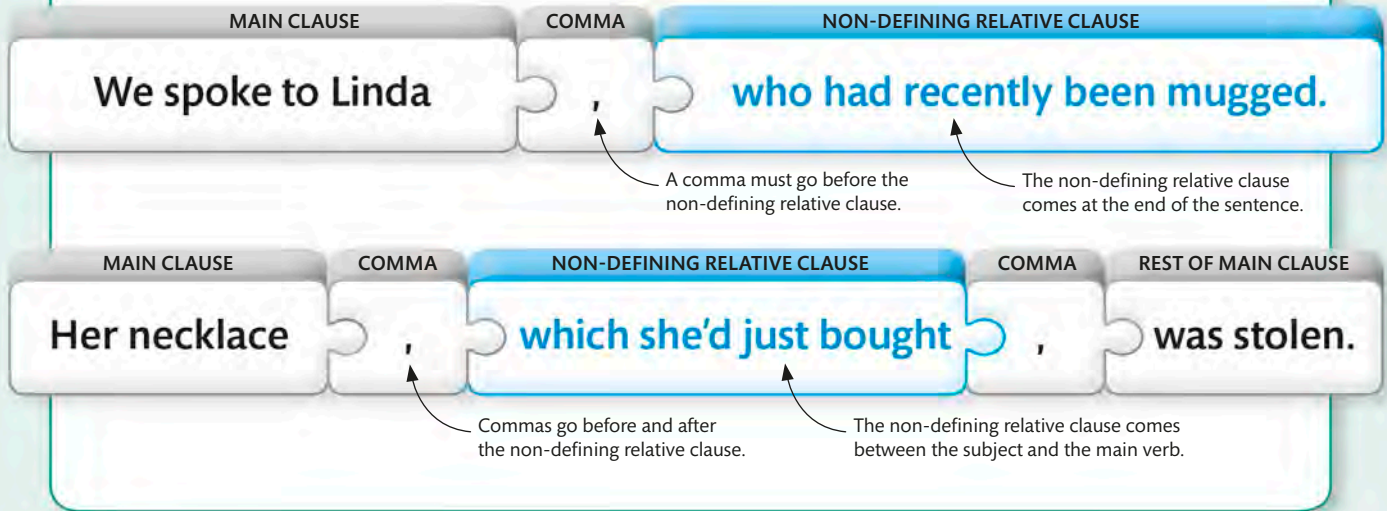 MAIN CLAUSE COMMA NON-DEFINING RELATIVE CLAUSE
We spoke to Linda , who had recently been mugged.
A comma must go before the
non-defining relative clause.
The non-defining relative clause
comes at the end of the sentence.
MAIN CLAUSE COMMA NON-DEFINING RELATIVE CLAUSE COMMA REST OF MAIN CLAUSE
Her necklace , which she'd just bought , was stolen.
Commas go before and after
the non-defining relative clause.
The non-defining relative clause comes
between the subject and the main verb.